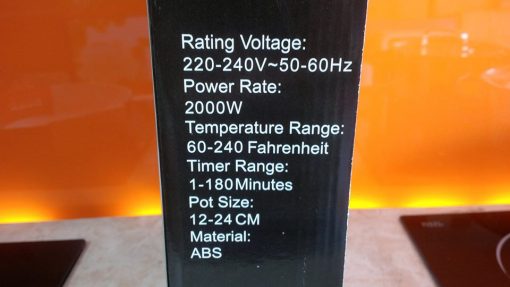 Rating Voltage:
220-240V~50-60Hz
Power Rate:
2000W
Temperature Range:
60-240 Fahrenheit
Timer Range:
1-180Minutes
Pot Size:
12-24 CM
Material:
ABS